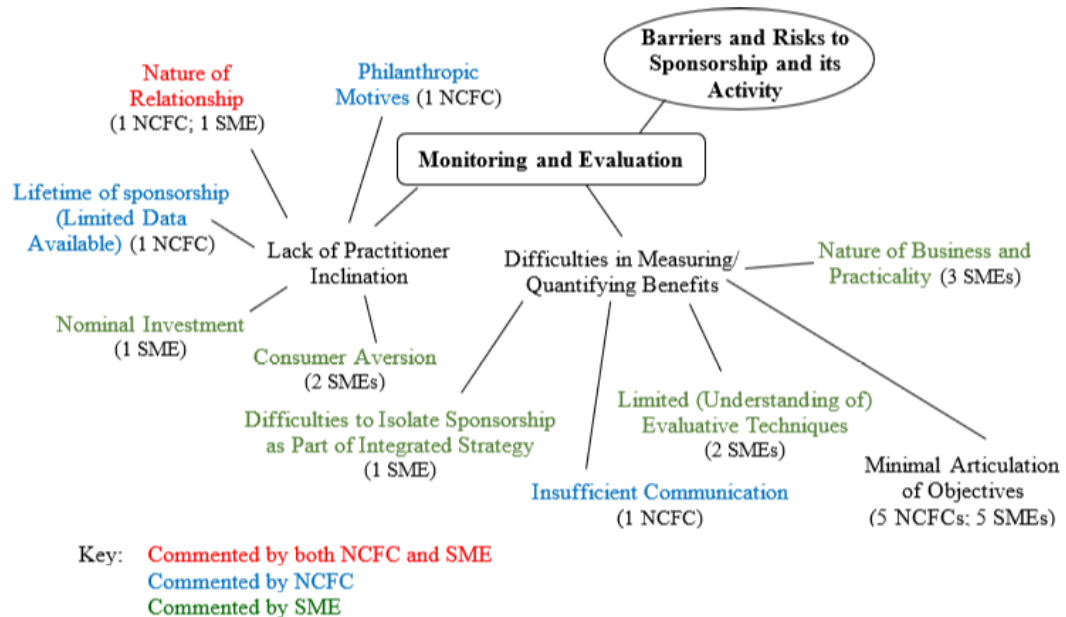 Barriers and Risks to
Sponsorship and its
Activity
Nature of
Relationship
(1 NCFC; 1 SME)
Philanthropic
Motives (1 NCFC)
Monitoring and Evaluation
Lifetime of sponsorship
(Limited Data
Available) (1 NCFC)
Lack of Practitioner
Inclination
Difficulties in Measuring/
Quantifying Benefits
Nature of Business and
Practicality (3 SMEs)
Nominal Investment
(1 SME)
Consumer Aversion
(2 SMEs)
Difficulties to Isolate Sponsorship
as Part of Integrated Strategy
(1 SME)
Limited (Understanding of)
Evaluative Techniques
(2 SMEs)
Insufficient Communication
(1 NCFC)
Minimal Articulation
of Objectives
(5 NCFCs; 5 SMEs)
Key: Commented by both NCFC and SME
Commented by NCFC
Commented by SME